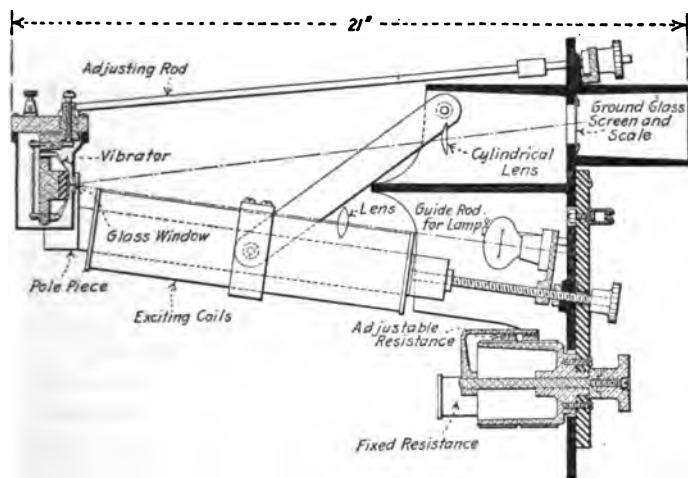 21"
Adjusting Rod
Ground Glass
Screen and
Scale
Vibrator
Cylindrical
Lens
Lens
Guide Rod
for Lamp
Glass Window
Pole Piece
Exciting Coils
Adjustable
Resistance
Fixed Resistance